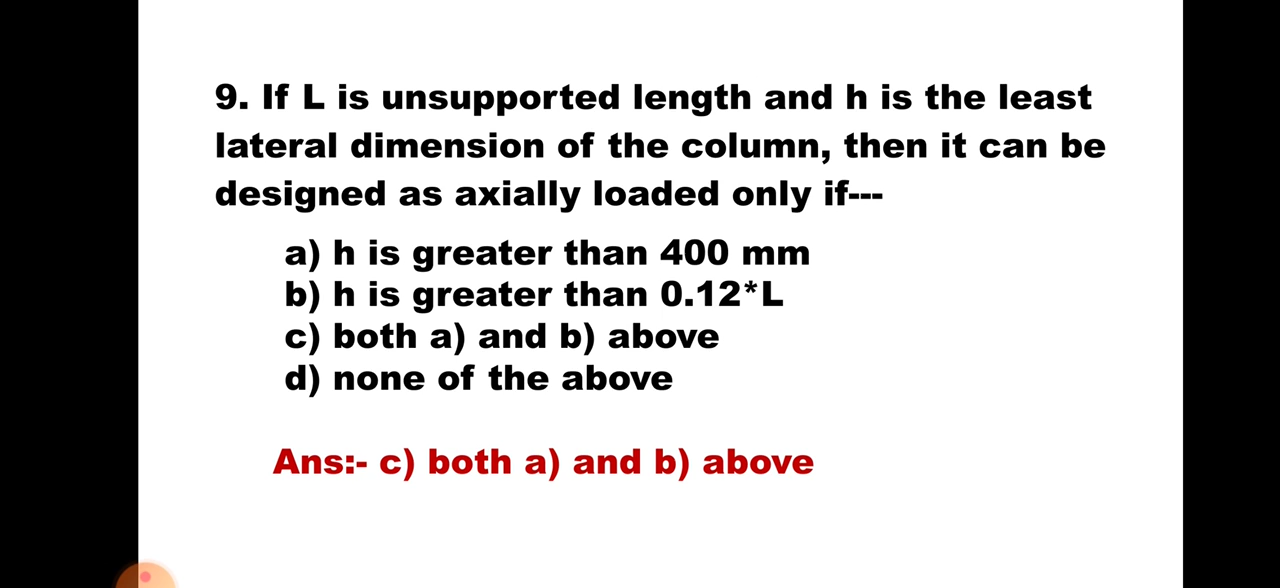 9. If L is unsupported length and h is the least
lateral dimension of the column, then it can be
designed as axially loaded only if---
a) h is greater than 400 mm
b) h is greater than 0.12*L
c) both a) and b) above
d) none of the above
Ans:- c) both a) and b) above